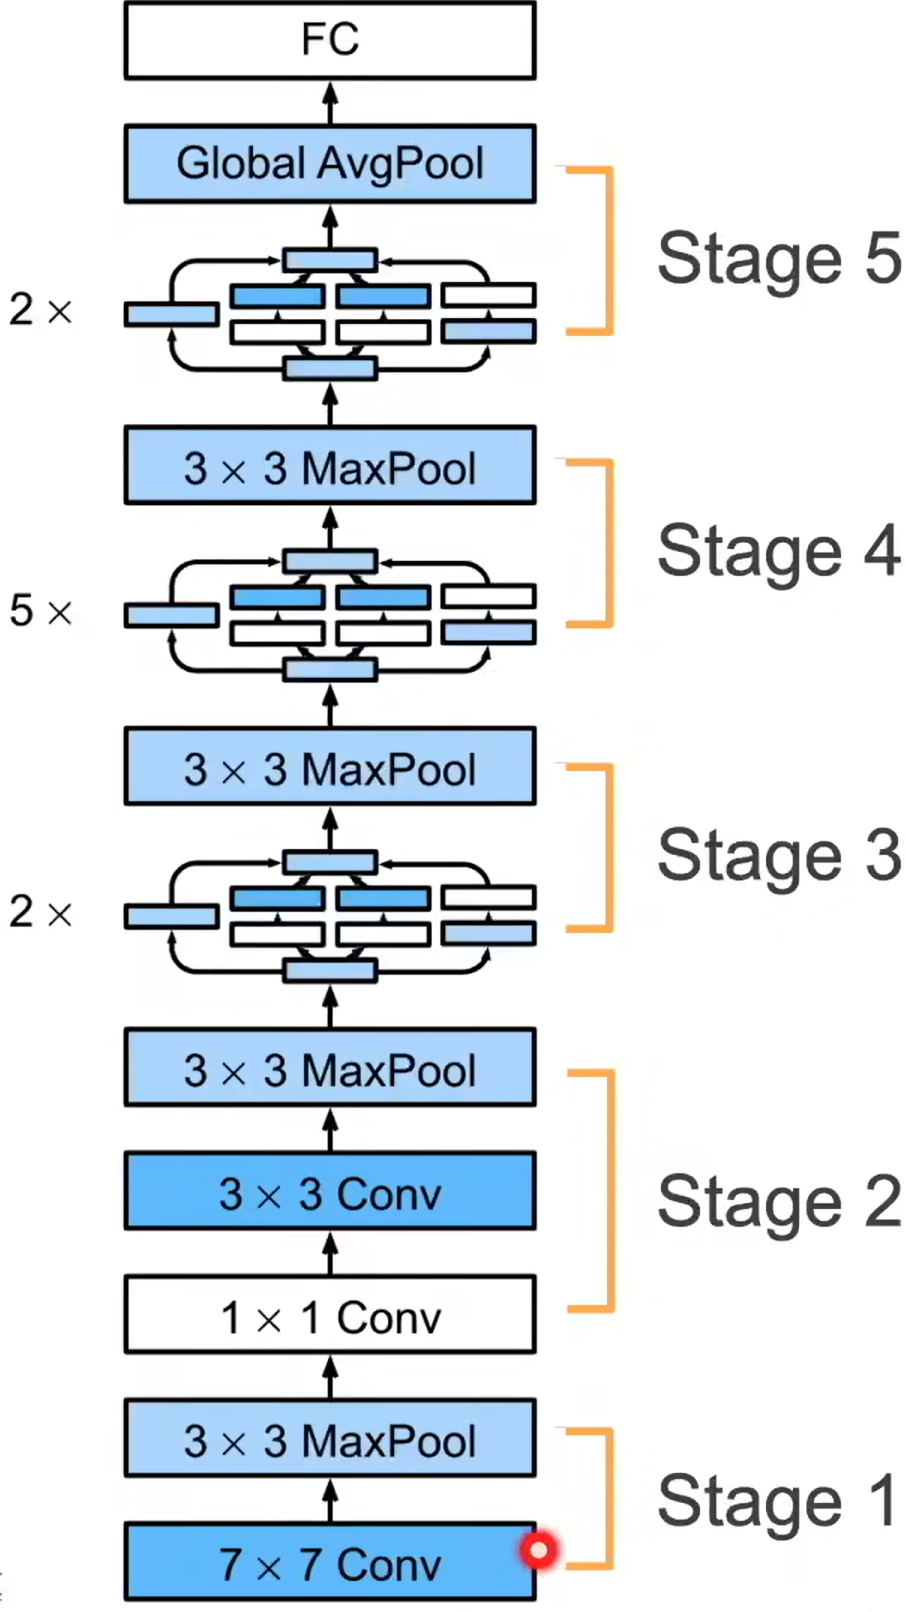 FC
Global AvgPool
Stage 5
2 ×
3 × 3 MaxPool
Stage 4
5 ×
3 × 3 MaxPool
Stage 3
2 ×
3 × 3 MaxPool
3 × 3 Conv
Stage 2
1 × 1 Conv
3 × 3 MaxPool
Stage 1
7 × 7 Conv